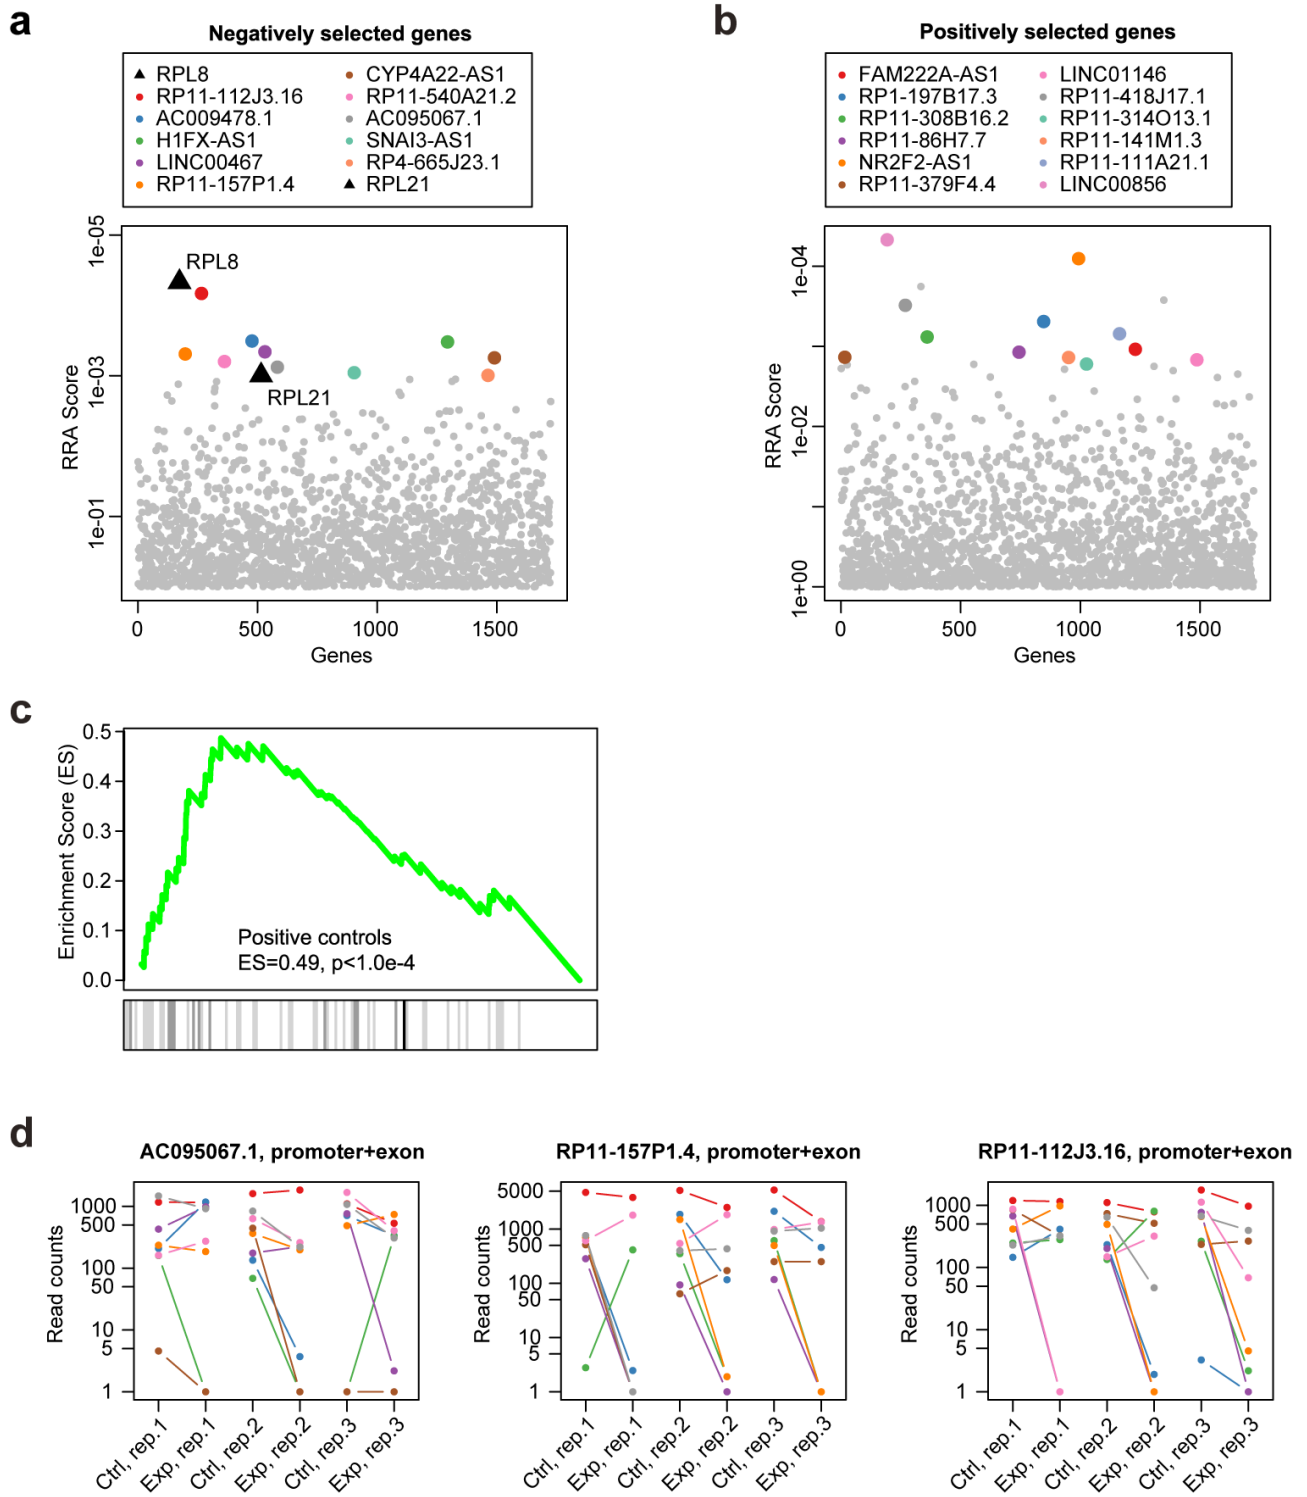 a
Negatively selected genes
RPL8
RP11-112J3.16
AC009478.1
H1FX-AS1
LINC00467
RP11-157P1.4
CYP4A22-AS1
RP11-540A21.2
AC095067.1
SNAI3-AS1
RP4-665J23.1
RPL21
1e-05
1e-03
1e-01
RRA Score
RPL8
RPL21
0
500
1000
1500
Genes
b
Positively selected genes
FAM222A-AS1
RP1-197B17.3
RP11-308B16.2
RP11-86H7.7
NR2F2-AS1
RP11-379F4.4
LINC01146
RP11-418J17.1
RP11-314O13.1
RP11-141M1.3
RP11-111A21.1
LINC00856
1e-04
1e-02
1e+00
RRA Score
0
500
1000
1500
Genes
c
0.5
0.4
0.3
0.2
0.1
0.0
Enrichment Score (ES)
Positive controls
ES=0.49, p<1.0e-4
d
AC095067.1, promoter+exon
1000
500
100
50
10
5
1
Read counts
Ctrl, rep.1
Exp, rep.1
Ctrl, rep.2
Exp, rep.2
Ctrl, rep.3
Exp, rep.3
RP11-157P1.4, promoter+exon
5000
1000
500
100
50
10
5
1
Read counts
Ctrl, rep.1
Exp, rep.1
Ctrl, rep.2
Exp, rep.2
Ctrl, rep.3
Exp, rep.3
RP11-112J3.16, promoter+exon
1000
500
100
50
10
5
1
Read counts
Ctrl, rep.1
Exp, rep.1
Ctrl, rep.2
Exp, rep.2
Ctrl, rep.3
Exp, rep.3